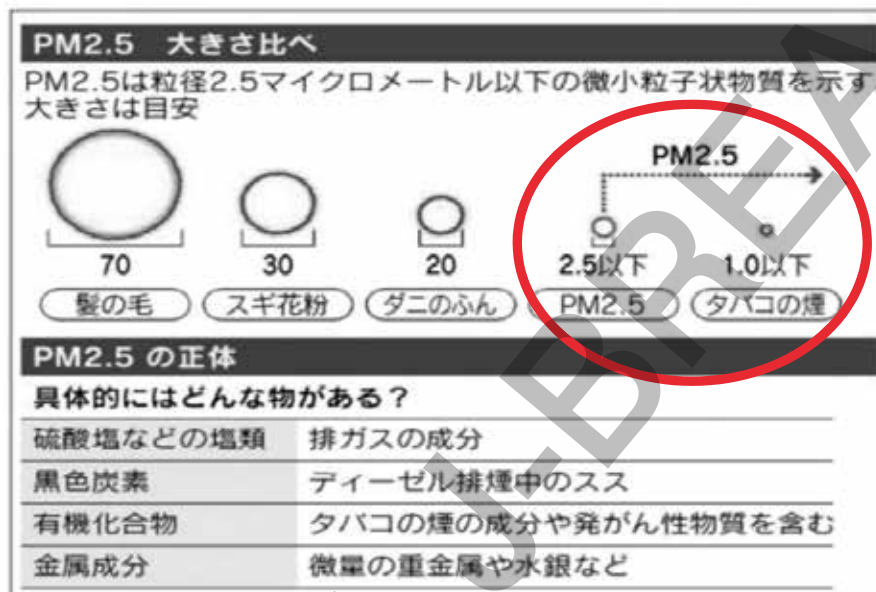 PM2.5 大きさ比べ
PM2.5は粒径2.5マイクロメートル以下の微小粒子状物質を示す
大きさは目安
PM2.5
70 30 20 2.5以下 1.0以下
髪の毛 スギ花粉 ダニのふん PM2.5 タバコの煙
PM2.5 の正体
具体的にはどんな物がある？
硫酸塩などの塩類 排ガスの成分
黒色炭素 ディーゼル排煙中のスス
有機化合物 タバコの煙の成分や発がん性物質を含む
金属成分 微量の重金属や水銀など
U-BREA